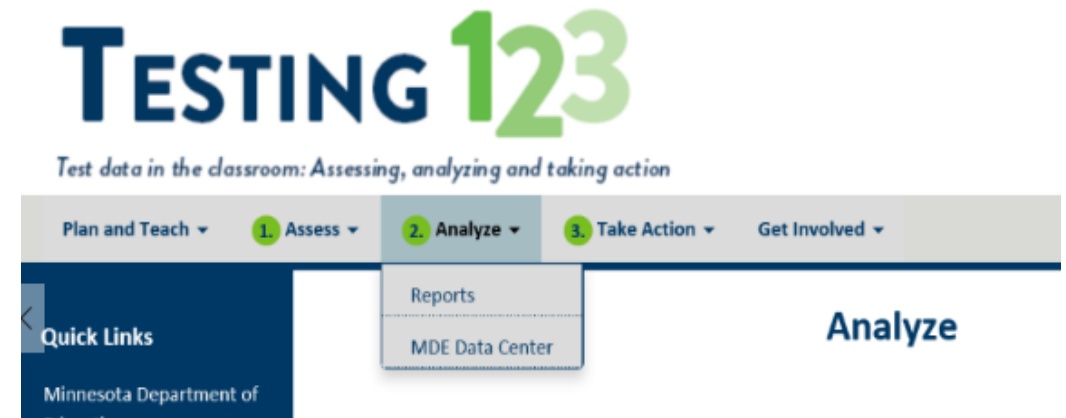 TESTING 123
Test data in the classroom: Assessing, analyzing and taking action
Plan and Teach 1. Assess 2. Analyze 3. Take Action Get Involved
Reports
MDE Data Center
Analyze
Quick Links
Minnesota Department of